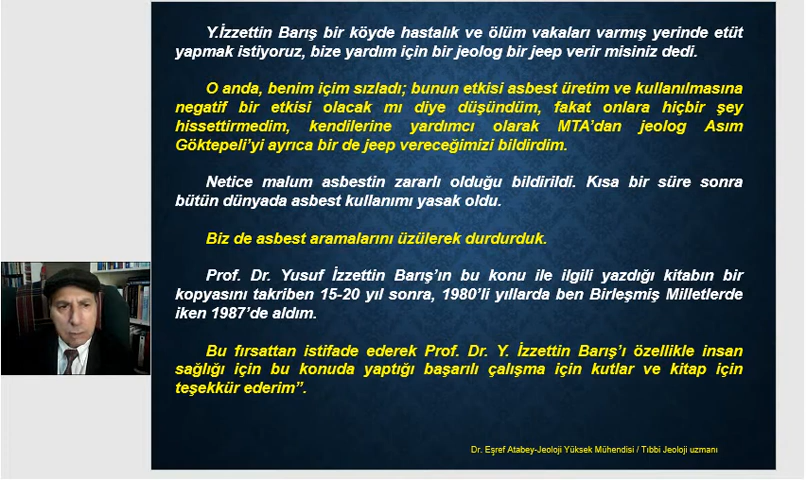 Y.İzzettin Barış bir köyde hastalık ve ölüm vakaları varmış yerinde etüt
yapmak istiyoruz, bize yardım için bir jeolog bir jeep verir misiniz dedi.
O anda, benim içim sızladı; bunun etkisi asbest üretim ve kullanılmasına
negatif bir etkisi olacak mı diye düşündüm, fakat onlara hiçbir şey
hissettirmedim, kendilerine yardımcı olarak MTA'dan jeolog Asım
Göktepeli'yi ayrıca bir de jeep vereceğimizi bildirdim.
Netice malum asbestin zararlı olduğu bildirildi. Kısa bir süre sonra
bütün dünyada asbest kullanımı yasak oldu.
Biz de asbest aramalarını üzülerek durdurduk.
Prof. Dr. Yusuf İzzettin Barış'ın bu konu ile ilgili yazdığı kitabın bir
kopyasını takriben 15-20 yıl sonra, 1980'li yıllarda ben Birleşmiş Milletlerde
iken 1987'de aldım.
Bu fırsattan istifade ederek Prof. Dr. Y. İzzettin Barış'ı özellikle insan
sağlığı için bu konuda yaptığı başarılı çalışma için kutlar ve kitap için
teşekkür ederim”.
Dr. Eşref Atabey-Jeoloji Yüksek Mühendisi / Tıbbi Jeoloji uzmanı